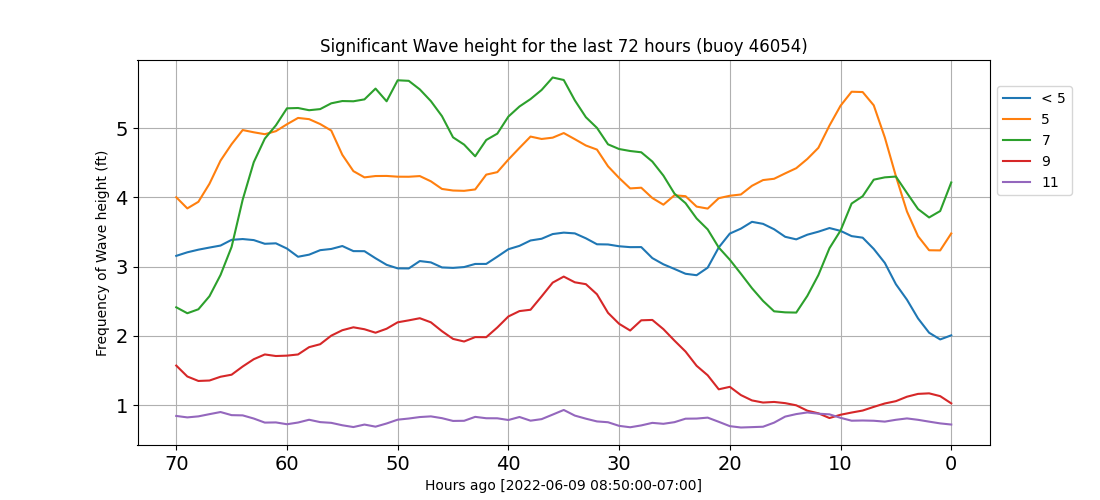 Significant Wave height for the last 72 hours (buoy 46054)
Frequency of Wave height (ft)
5
4
3
2
1
70 60 50 40 30 20 10 0
Hours ago [2022-06-09 08:50:00-07:00]
< 5
5
7
9
11